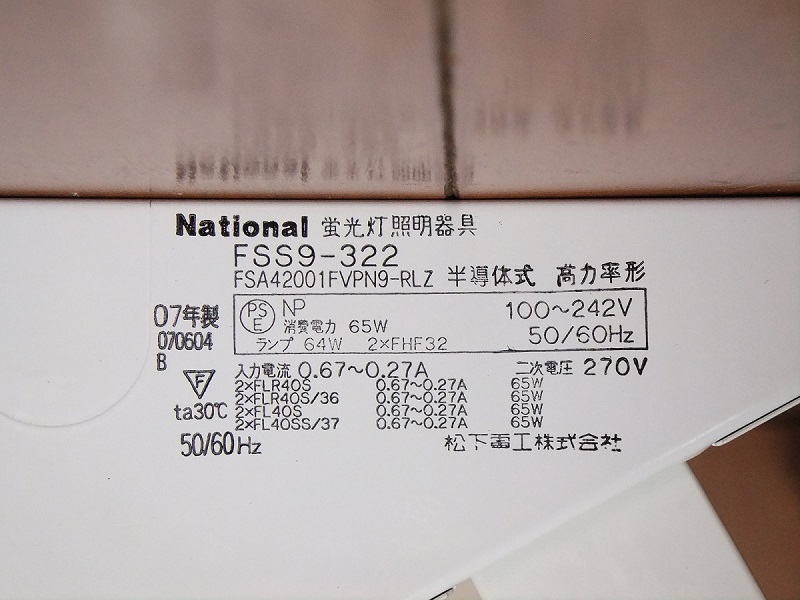 National 蛍光灯照明器具
FSS9-322
FSA42001FVPN9-RLZ 半導体式 高力率形
07年製
070604
B
PS
E
NP
100～242V
消費電力 65W
50/60Hz
ランプ 64W 2×FHF32
入力電流 0.67～0.27A 二次電圧 270V
2×FLR40S 0.67～0.27A 65W
2×FLR40S/36 0.67～0.27A 65W
2×FL40S 0.67～0.27A 65W
2×FL40SS/37 0.67～0.27A 65W
F
ta30℃
50/60Hz
松下電工株式会社